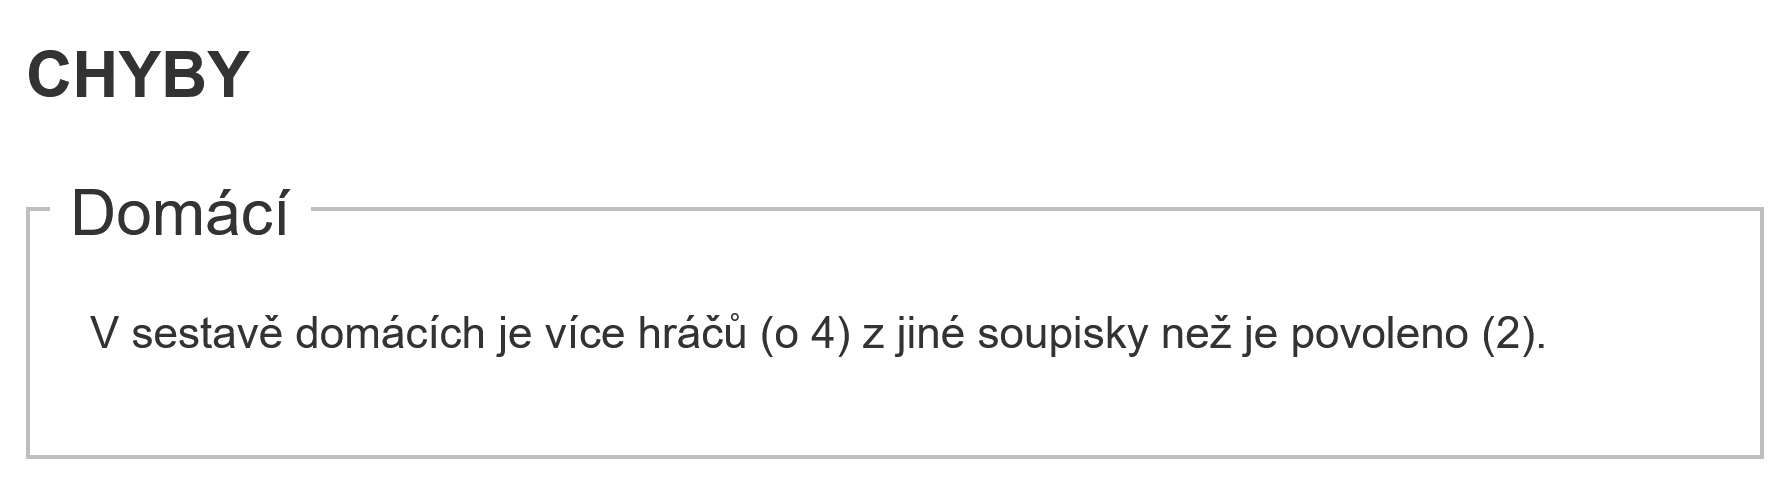 CHYBY
Domácí
V sestavě domácích je více hráčů (o 4) z jiné soupisky než je povoleno (2).